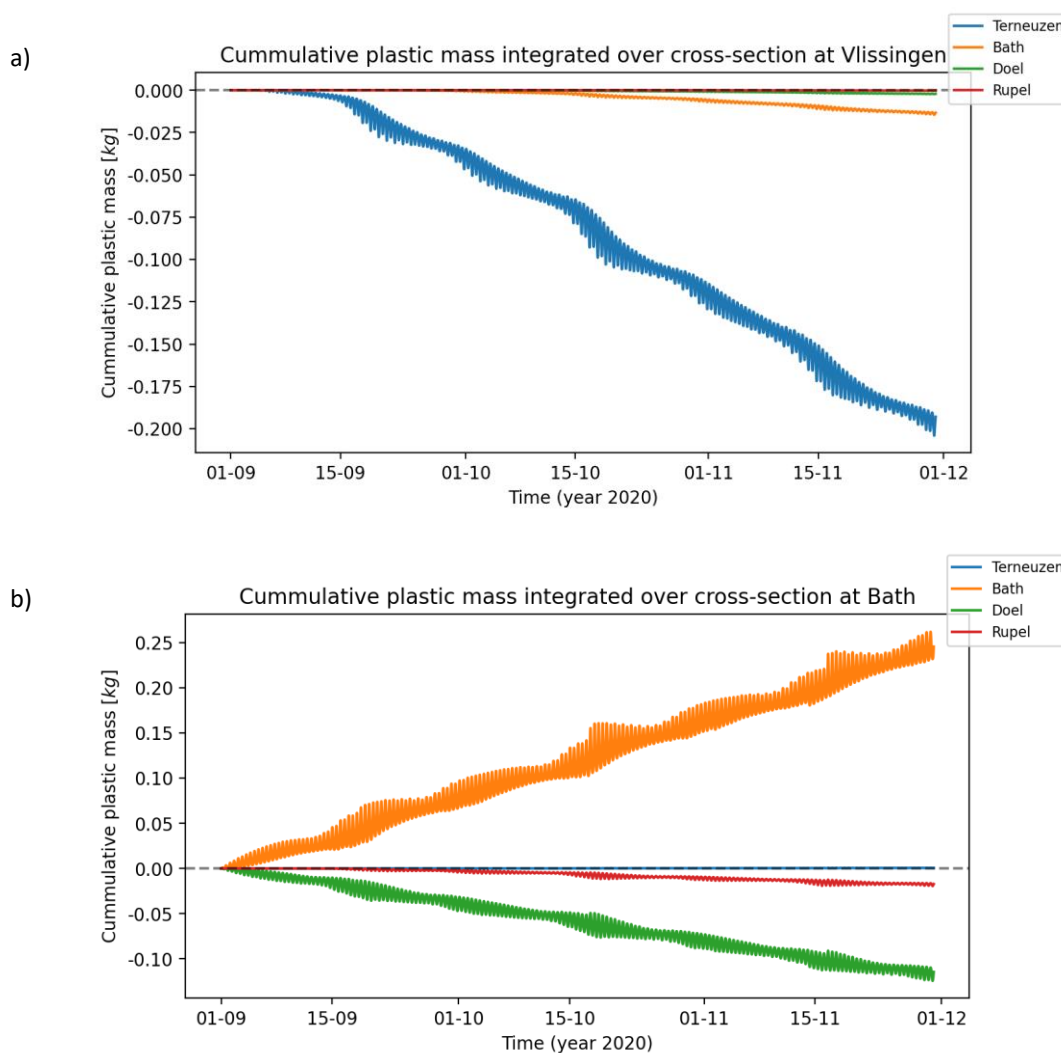 a)
Cummulative plastic mass integrated over cross-section at Vlissingen
Terneuzen
Bath
Doel
Rupel
Cummulative plastic mass [kg]
0.000
-0.025
-0.050
-0.075
-0.100
-0.125
-0.150
-0.175
-0.200
01-09 15-09 01-10 15-10 01-11 15-11 01-12
Time (year 2020)
b)
Cummulative plastic mass integrated over cross-section at Bath
Terneuzen
Bath
Doel
Rupel
Cummulative plastic mass [kg]
0.25
0.20
0.15
0.10
0.05
0.00
-0.05
-0.10
01-09 15-09 01-10 15-10 01-11 15-11 01-12
Time (year 2020)